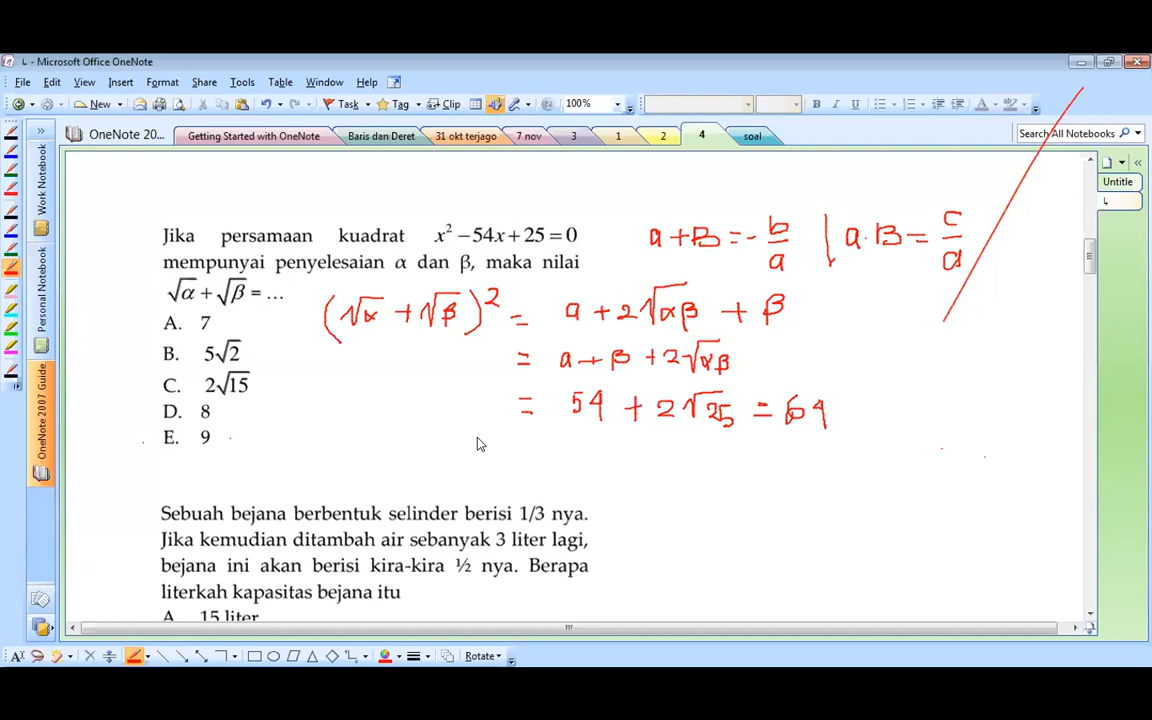 L - Microsoft Office OneNote
File Edit View Insert Format Share Tools Table Window Help
New Task Tag Clip 100% B I U
OneNote 20... Getting Started with OneNote Baris dan Deret 31 okt terjago 7 nov 3 1 2 4 soal Search All Notebooks
Work Notebook
Personal Notebook
OneNote 2007 Guide
Untitle
Jika persamaan kuadrat x² − 54x + 25 = 0
mempunyai penyelesaian α dan β, maka nilai
√α + √β = ...
A. 7
B. 5√2
C. 2√15
D. 8
E. 9
a + B = - b/a | a · B = c/a
(√α + √β)² = a + 2√αβ + β
= a + β + 2√αβ
= 54 + 2√25 = 64
Sebuah bejana berbentuk selinder berisi 1/3 nya.
Jika kemudian ditambah air sebanyak 3 liter lagi,
bejana ini akan berisi kira-kira ½ nya. Berapa
literkah kapasitas bejana itu
A. 15 liter
Rotate